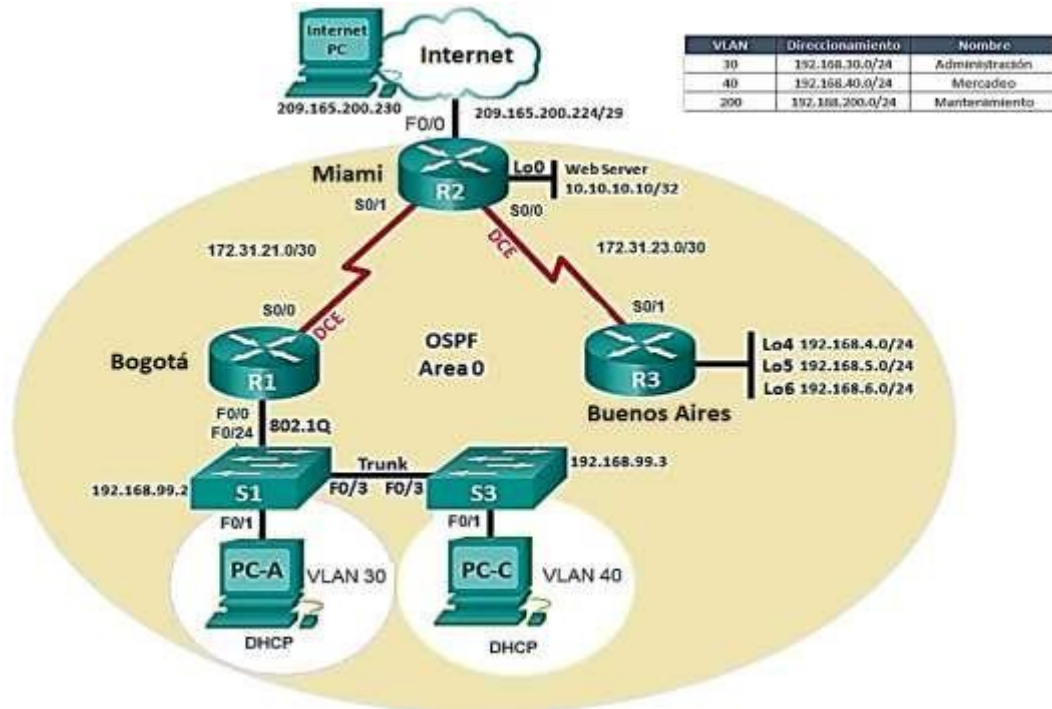 Internet
PC
Internet
209.165.200.230
F0/0
209.165.200.224/29
VLAN Direccionamiento Nombre
30 192.168.30.0/24 Administración
40 192.168.40.0/24 Mercadeo
200 192.168.200.0/24 Mantenimiento
Miami
R2
Lo0
Web Server
10.10.10.10/32
S0/1
S0/0
DCE
172.31.21.0/30
172.31.23.0/30
S0/0
DCE
S0/1
Bogotá
R1
OSPF
Area 0
R3
Buenos Aires
Lo4 192.168.4.0/24
Lo5 192.168.5.0/24
Lo6 192.168.6.0/24
F0/0
F0/24
802.1Q
192.168.99.2
S1
Trunk
F0/3 F0/3
S3
192.168.99.3
F0/1
F0/1
PC-A
VLAN 30
PC-C
VLAN 40
DHCP
DHCP